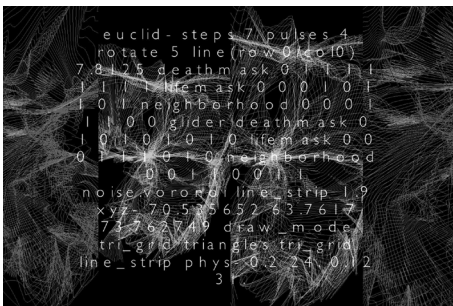 euclid- steps 7 pulses 4
rotate 5 line(row0/col0)
7.8125 deathmask 0 1 1 1 1
1 1 1 1 lifemask 0 0 0 1 0 1
1 0 1 neighborhood 0 0 0 1
1 1 0 0 glider deathmask 0
1 0 1 1 0 1 0 1 0 lifemask 0 0
0 1 1 1 0 1 0 neighborhood
0 0 1 1 0 0 1 1
noise voronoi line_strip 1.9
xyz 63.7617
draw_mode
tri_grid triangles tri_grid
line_strip phys- 0.2 24. 0.12
3